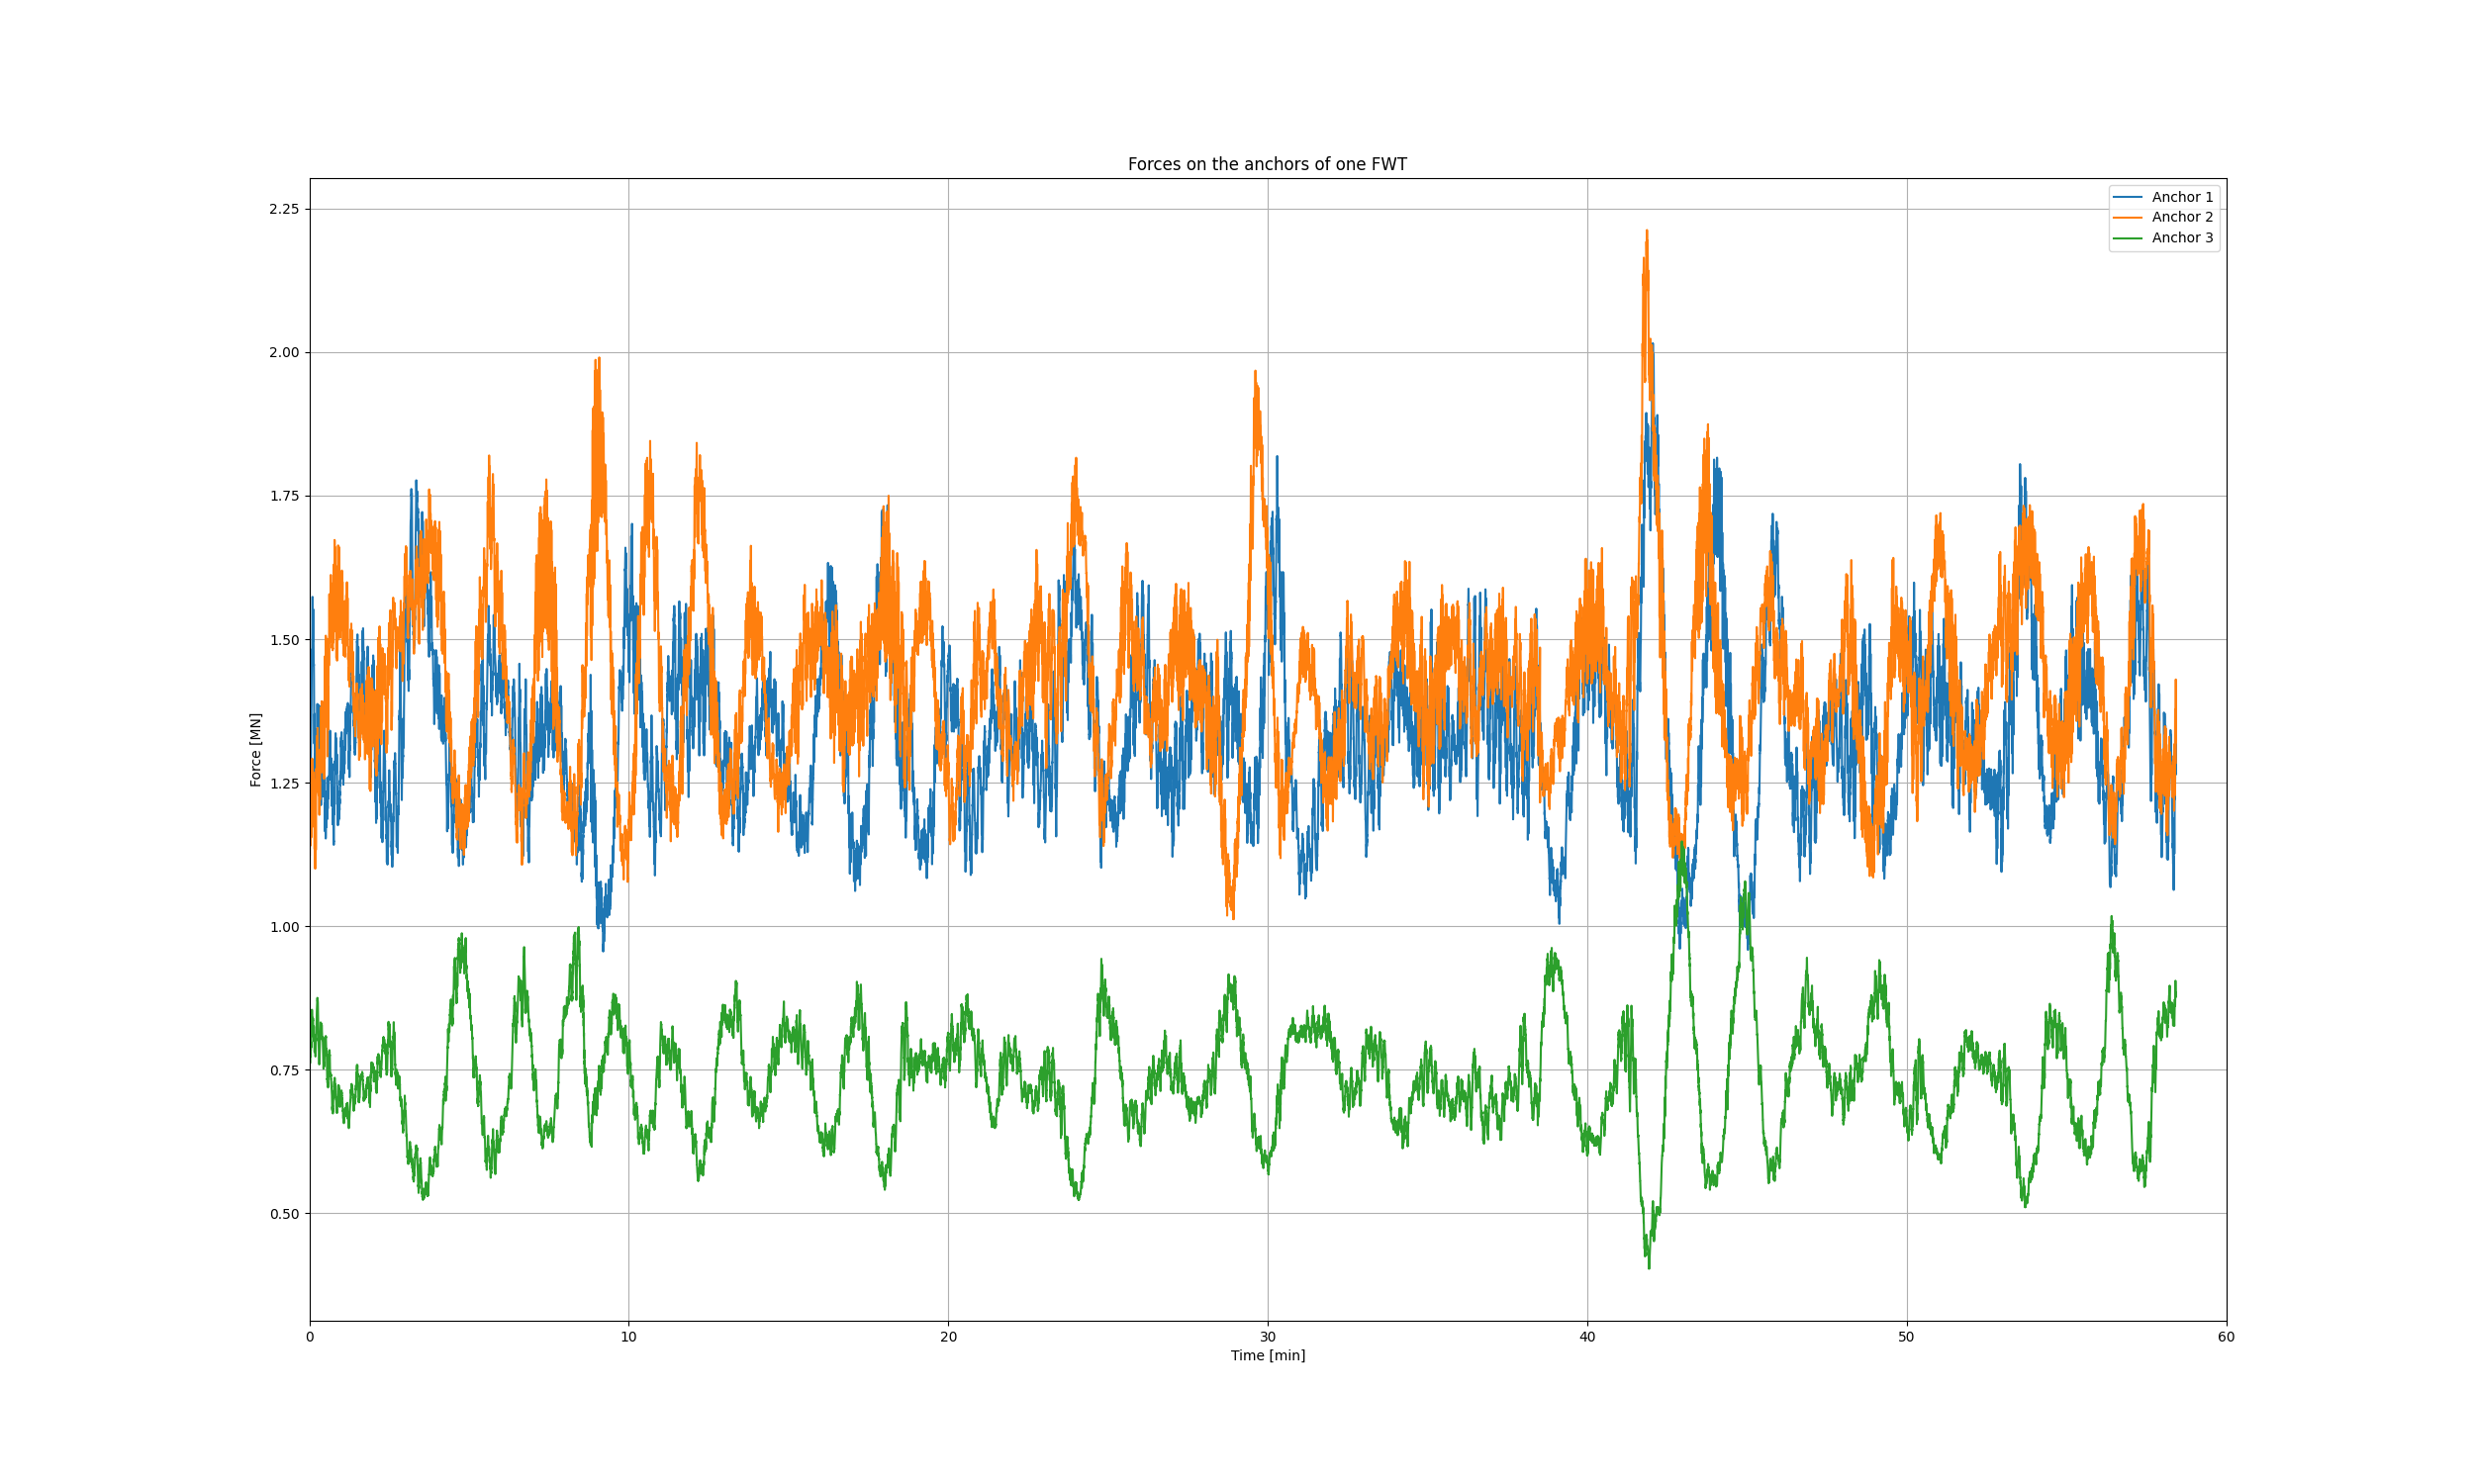 Forces on the anchors of one FWT
Anchor 1
Anchor 2
Anchor 3
Force [MN]
2.25
2.00
1.75
1.50
1.25
1.00
0.75
0.50
0
10
20
30
40
50
60
Time [min]